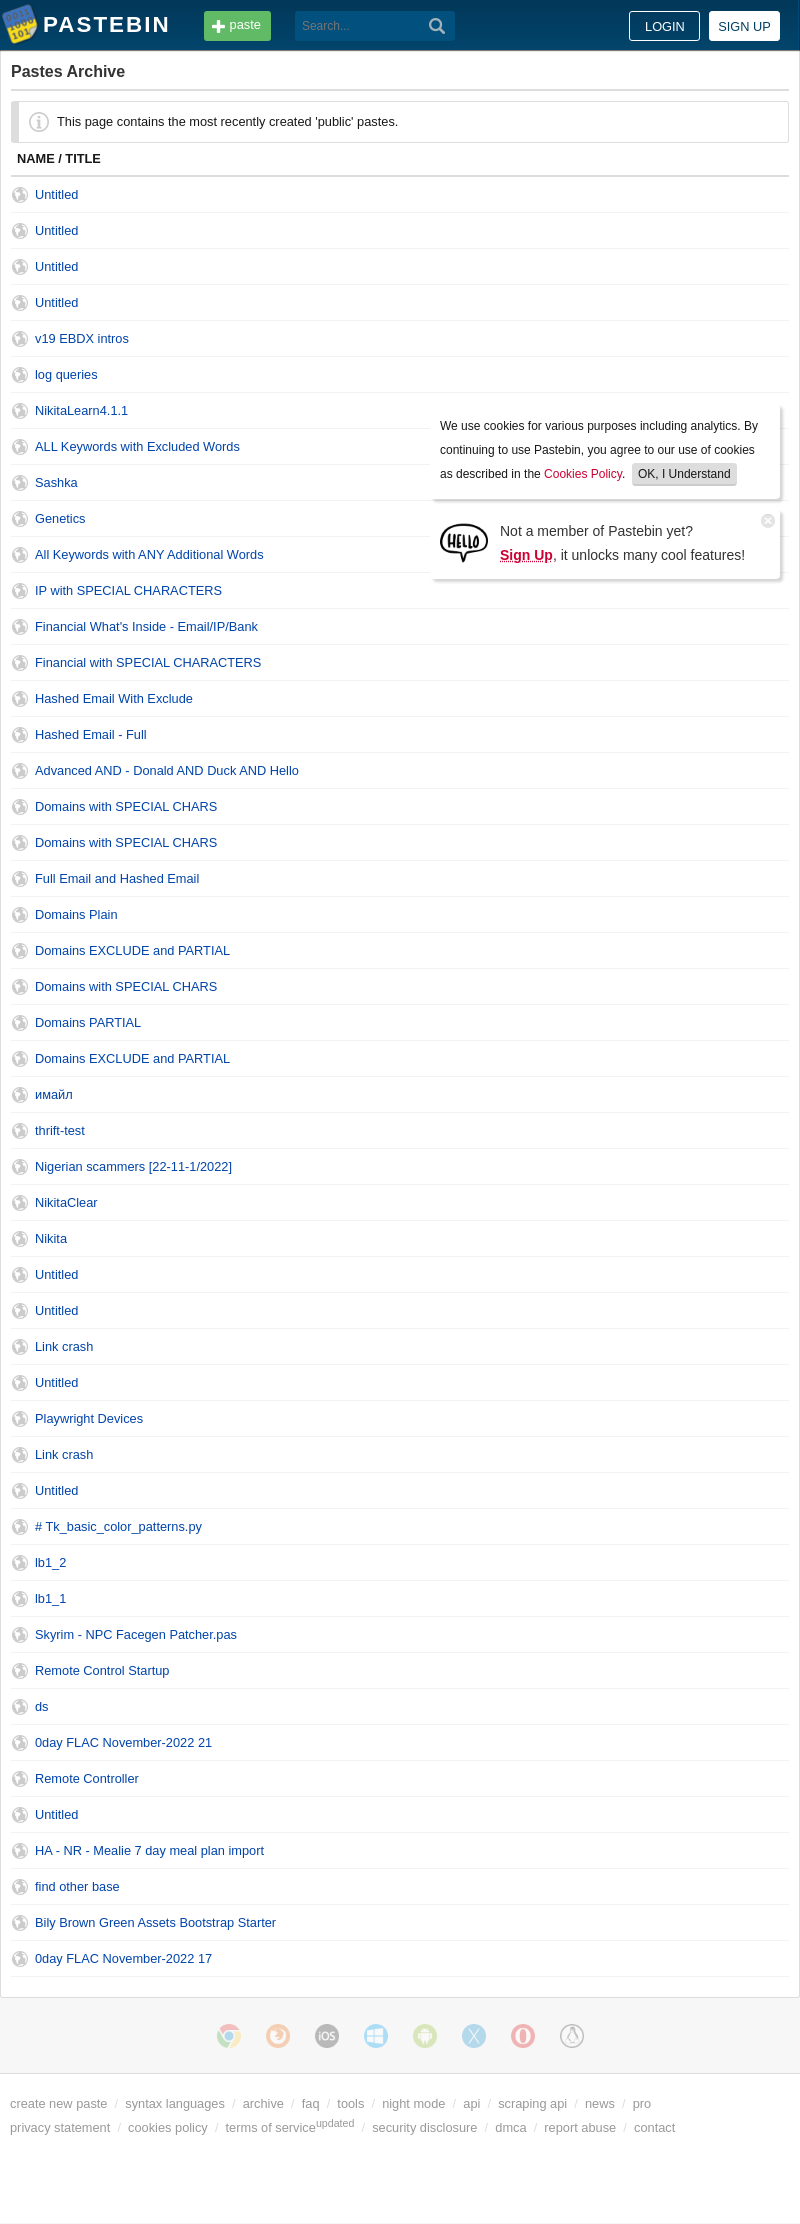 PASTEBIN
paste
Search...
LOGIN
SIGN UP
Pastes Archive
This page contains the most recently created 'public' pastes.
NAME / TITLE
Untitled
Untitled
Untitled
Untitled
v19 EBDX intros
log queries
NikitaLearn4.1.1
ALL Keywords with Excluded Words
Sashka
Genetics
All Keywords with ANY Additional Words
IP with SPECIAL CHARACTERS
We use cookies for various purposes including analytics. By
continuing to use Pastebin, you agree to our use of cookies
as described in the Cookies Policy. OK, I Understand
HELLO
Not a member of Pastebin yet?
Sign Up, it unlocks many cool features!
Financial What's Inside - Email/IP/Bank
Financial with SPECIAL CHARACTERS
Hashed Email With Exclude
Hashed Email - Full
Advanced AND - Donald AND Duck AND Hello
Domains with SPECIAL CHARS
Domains with SPECIAL CHARS
Full Email and Hashed Email
Domains Plain
Domains EXCLUDE and PARTIAL
Domains with SPECIAL CHARS
Domains PARTIAL
Domains EXCLUDE and PARTIAL
имайл
thrift-test
Nigerian scammers [22-11-1/2022]
NikitaClear
Nikita
Untitled
Untitled
Link crash
Untitled
Playwright Devices
Link crash
Untitled
# Tk_basic_color_patterns.py
lb1_2
lb1_1
Skyrim - NPC Facegen Patcher.pas
Remote Control Startup
ds
0day FLAC November-2022 21
Remote Controller
Untitled
HA - NR - Mealie 7 day meal plan import
find other base
Bily Brown Green Assets Bootstrap Starter
0day FLAC November-2022 17
iOS
create new paste / syntax languages / archive / faq / tools / night mode / api / scraping api / news / pro
privacy statement / cookies policy / terms of service updated / security disclosure / dmca / report abuse / contact